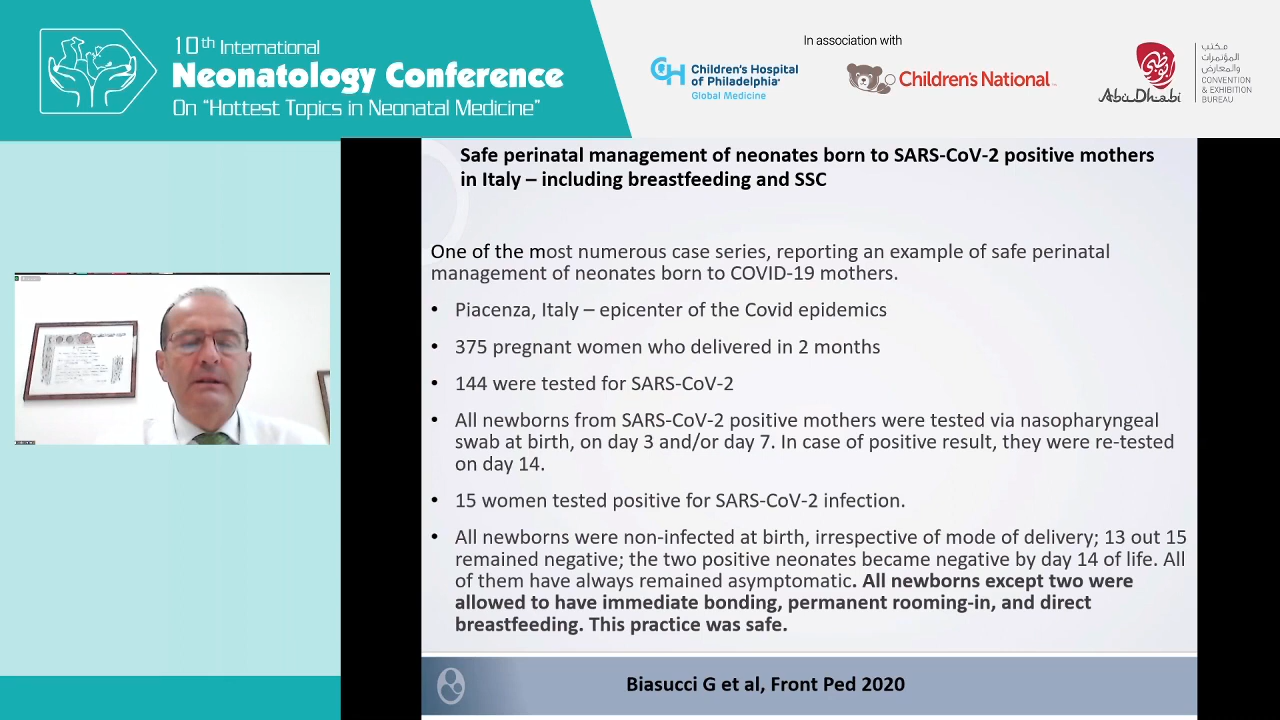 10th International
Neonatology Conference
On "Hottest Topics in Neonatal Medicine"
In association with
Children's Hospital
of Philadelphia
Global Medicine
Children's National
Abu Dhabi
أبوظبي
مكتب
المؤتمرات
والمعارض
CONVENTION
& EXHIBITION
BUREAU
Safe perinatal management of neonates born to SARS-CoV-2 positive mothers
in Italy – including breastfeeding and SSC
One of the most numerous case series, reporting an example of safe perinatal
management of neonates born to COVID-19 mothers.
• Piacenza, Italy – epicenter of the Covid epidemics
• 375 pregnant women who delivered in 2 months
• 144 were tested for SARS-CoV-2
• All newborns from SARS-CoV-2 positive mothers were tested via nasopharyngeal
swab at birth, on day 3 and/or day 7. In case of positive result, they were re-tested
on day 14.
• 15 women tested positive for SARS-CoV-2 infection.
• All newborns were non-infected at birth, irrespective of mode of delivery; 13 out 15
remained negative; the two positive neonates became negative by day 14 of life. All
of them have always remained asymptomatic. All newborns except two were
allowed to have immediate bonding, permanent rooming-in, and direct
breastfeeding. This practice was safe.
Biasucci G et al, Front Ped 2020